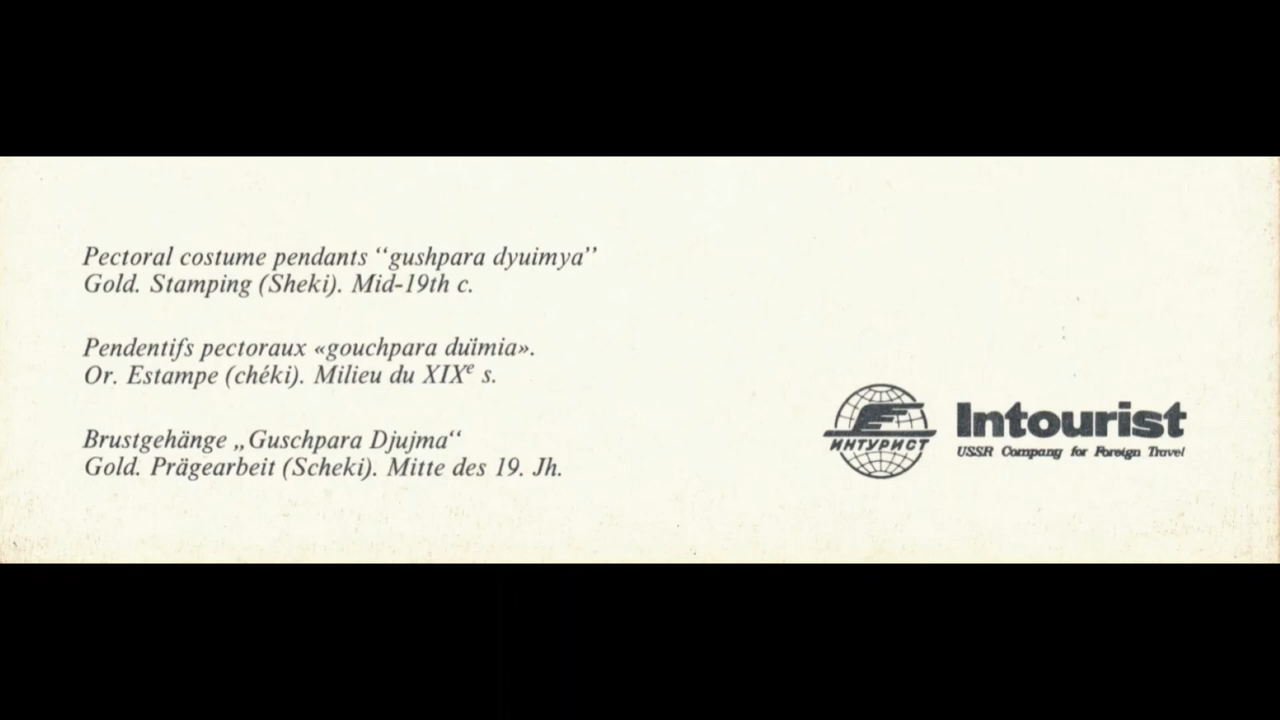 Pectoral costume pendants “gushpara dyuimya”
Gold. Stamping (Sheki). Mid-19th c.
Pendentifs pectoraux «gouchpara duïmia».
Or. Estampe (chéki). Milieu du XIXe s.
Brustgehänge „Guschpara Djujma“
Gold. Prägearbeit (Scheki). Mitte des 19. Jh.
ИНТУРИСТ
Intourist
USSR Company for Foreign Travel